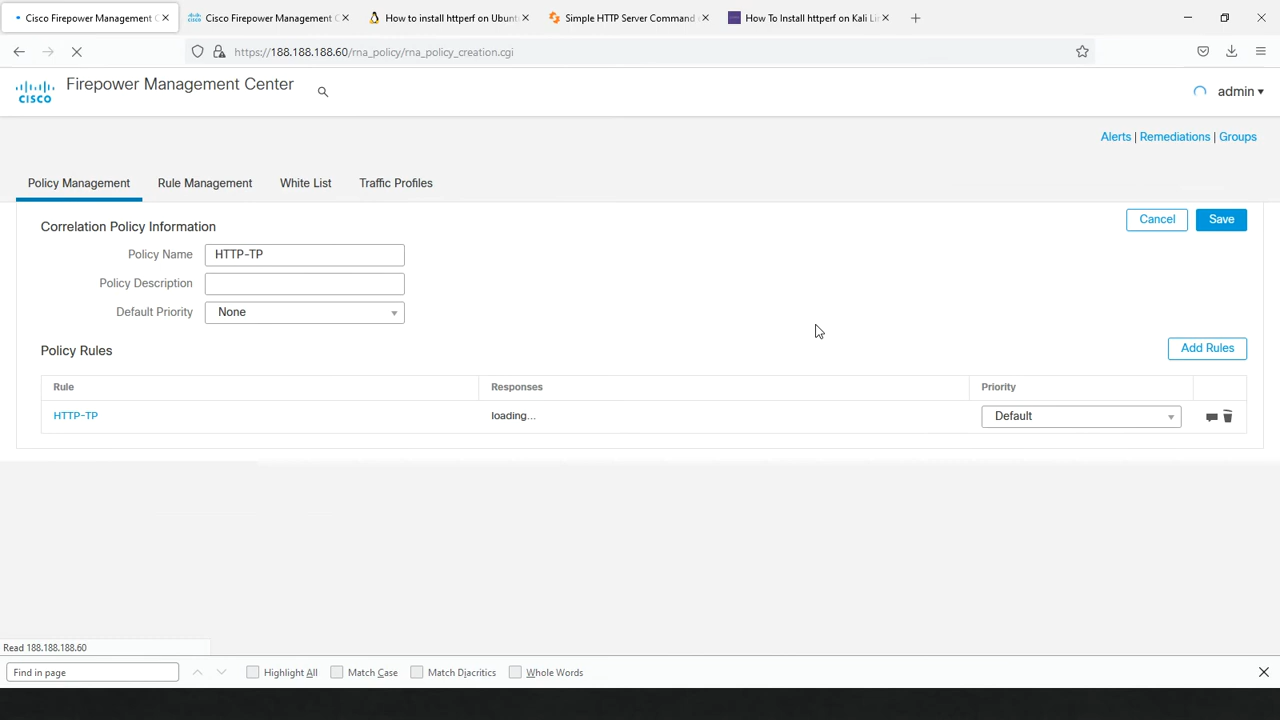 Cisco Firepower Management C
Cisco Firepower Management C
How to install httperf on Ubunt
Simple HTTP Server Command
How To Install httperf on Kali Li
https://188.188.188.60/rna_policy/rna_policy_creation.cgi
CISCO
Firepower Management Center
admin
Alerts | Remediations | Groups
Policy Management
Rule Management
White List
Traffic Profiles
Correlation Policy Information
Cancel
Save
Policy Name
HTTP-TP
Policy Description
Default Priority
None
Policy Rules
Add Rules
Rule
Responses
Priority
HTTP-TP
loading...
Default
Read 188.188.188.60
Find in page
Highlight All
Match Case
Match Diacritics
Whole Words